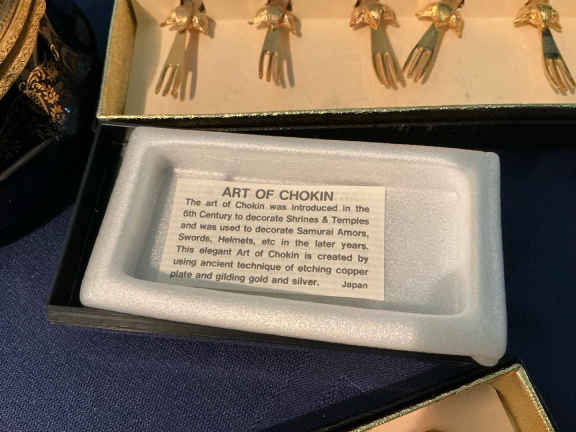 ART OF CHOKIN
The art of Chokin was introduced in the
6th Century to decorate Shrines & Temples
and was used to decorate Samurai Amors,
Swords, Helmets, etc in the later years.
This elegant Art of Chokin is created by
using ancient technique of etching copper
plate and gilding gold and silver. Japan